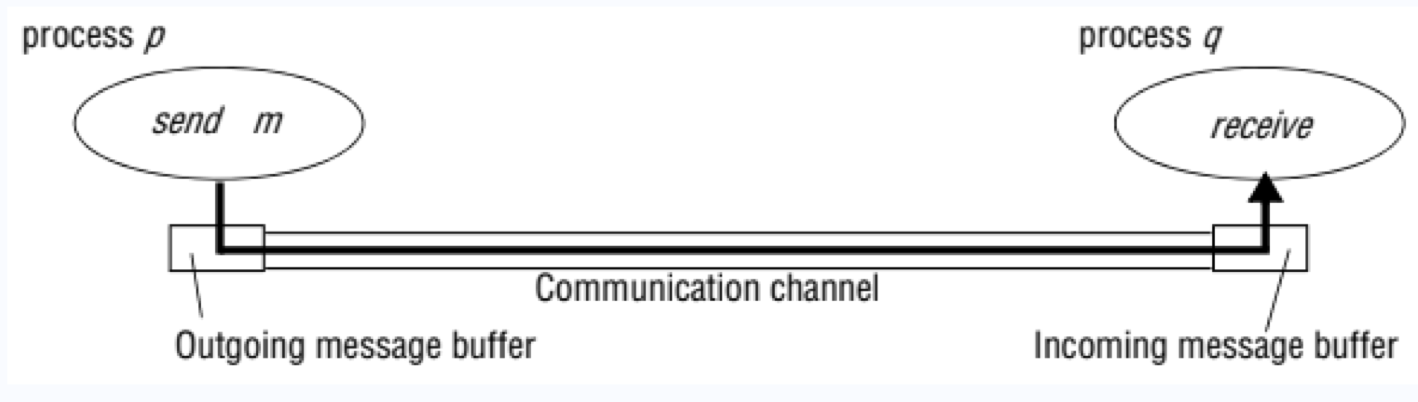 process p
process q
send m
receive
Communication channel
Outgoing message buffer
Incoming message buffer